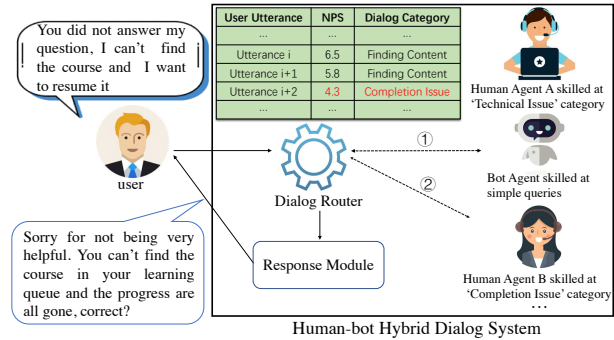 You did not answer my
question, I can't find
the course and I want
to resume it
User Utterance NPS Dialog Category
... ... ...
Utterance i 6.5 Finding Content
Utterance i+1 5.8 Finding Content
Utterance i+2 4.3 Completion Issue
... ... ...
Human Agent A skilled at
'Technical Issue' category
①
user
Dialog Router
Bot Agent skilled at
simple queries
②
Sorry for not being very
helpful. You can't find the
course in your learning
queue and the progress are
all gone, correct?
Response Module
Human Agent B skilled at
'Completion Issue' category
...
Human-bot Hybrid Dialog System